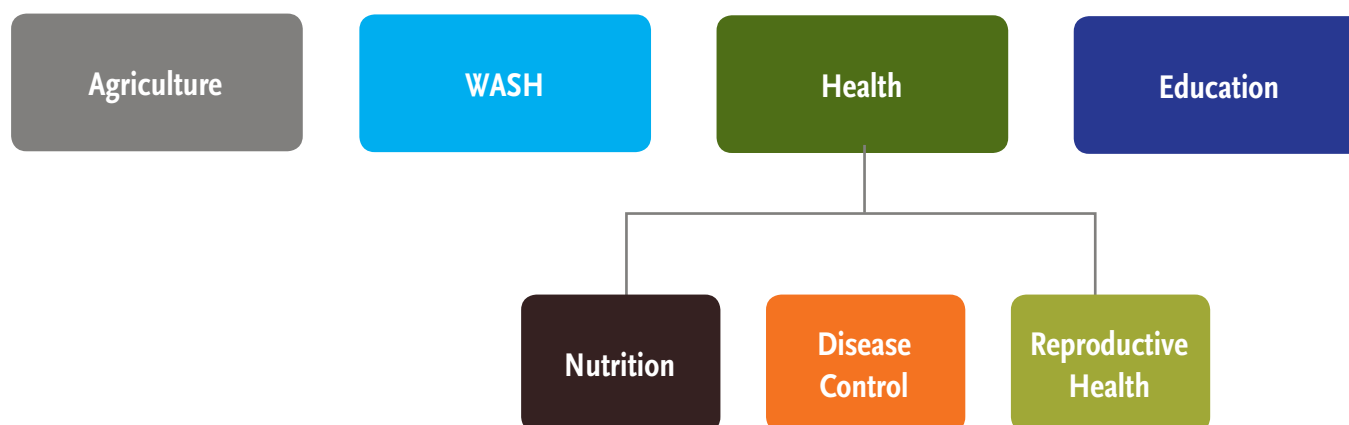 Agriculture
WASH
Health
Education
Nutrition
Disease
Control
Reproductive
Health